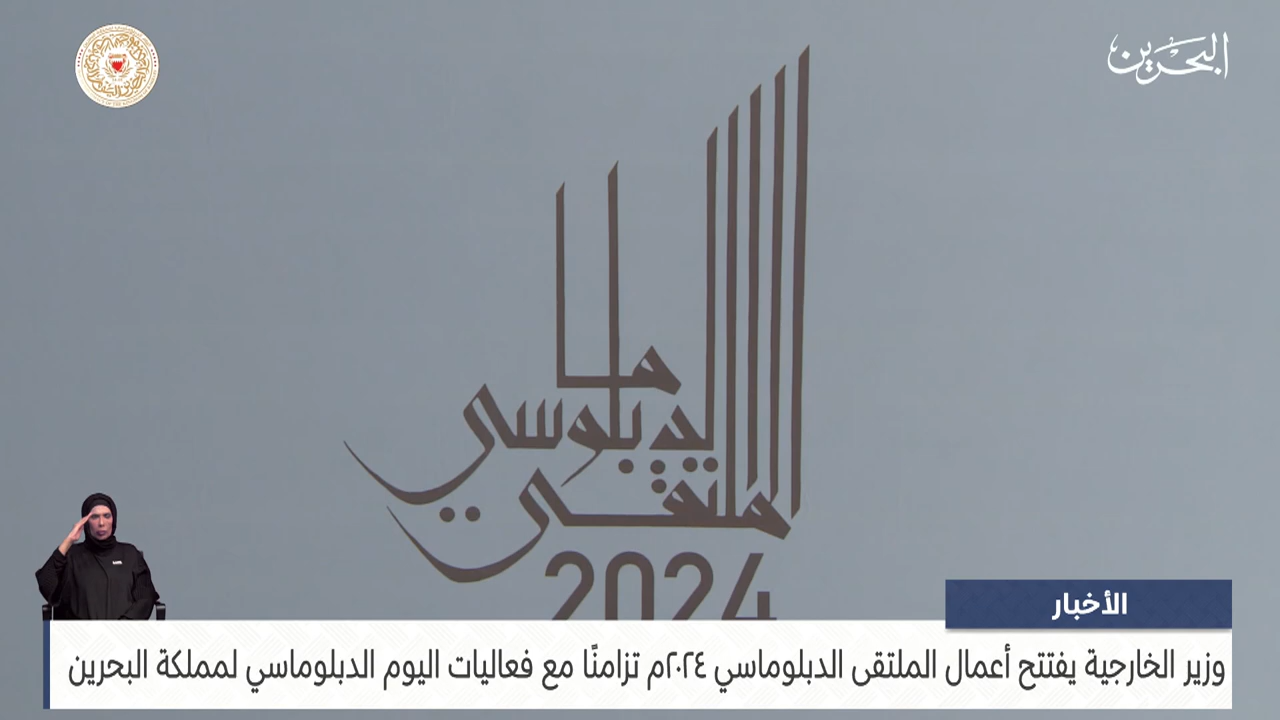 البحرين
الملتقى
الدبلوماسي
2024
الأخبار
وزير الخارجية يفتتح أعمال الملتقى الدبلوماسي ٢٠٢٤م تزامنًا مع فعاليات اليوم الدبلوماسي لمملكة البحرين